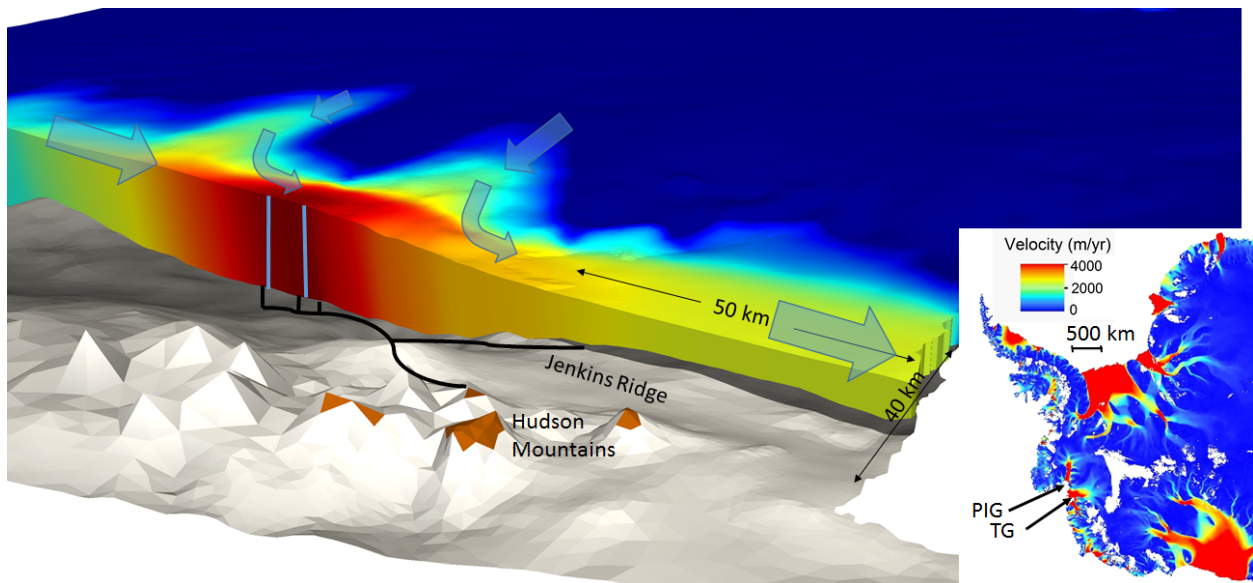 50 km
Jenkins Ridge
40 km
Hudson
Mountains
Velocity (m/yr)
4000
2000
0
500 km
PIG
TG